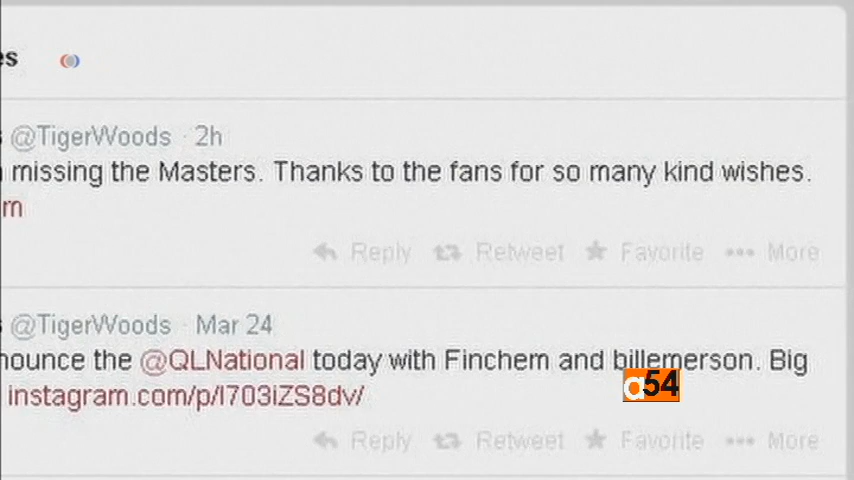 es
s @TigerWoods · 2h
missing the Masters. Thanks to the fans for so many kind wishes.
m
Reply Retweet Favorite More
s @TigerWoods · Mar 24
nounce the @QLNational today with Finchem and billemerson. Big
instagram.com/p/l703iZS8dv/
a54
Reply Retweet Favorite More